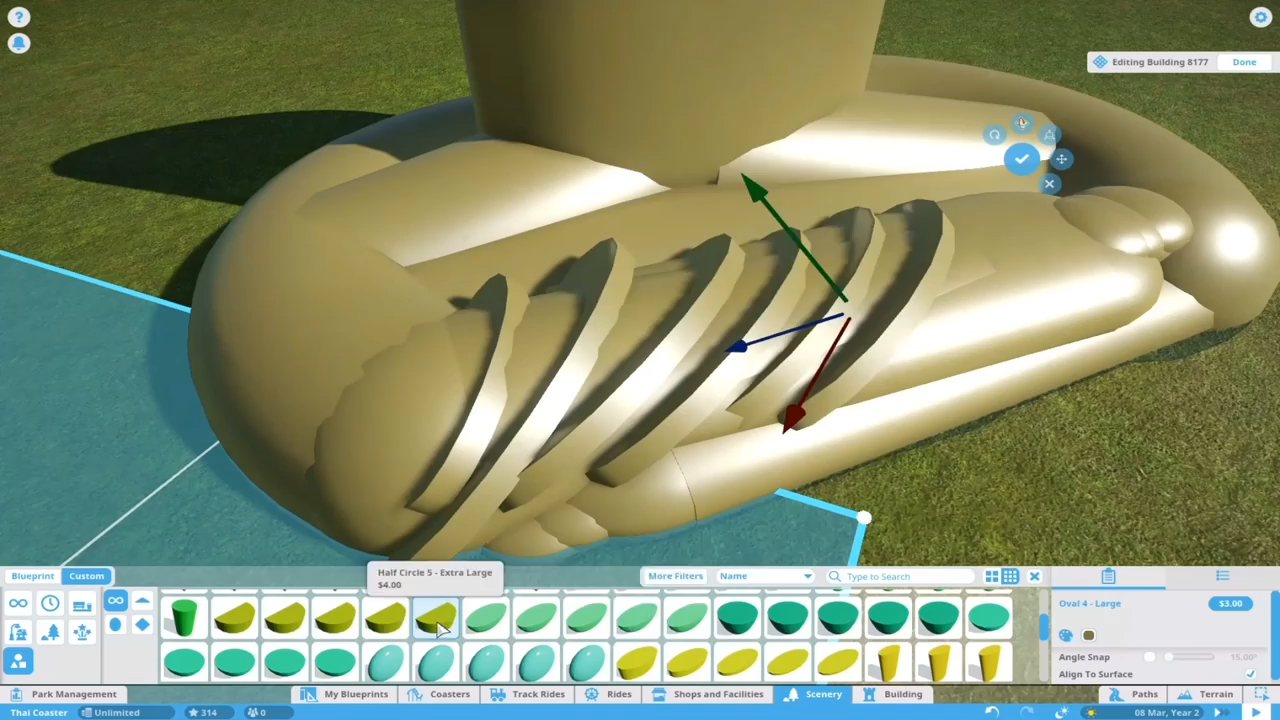 ?
Editing Building 8177
Done
Half Circle 5 - Extra Large
$4.00
Blueprint
Custom
More Filters
Name
Type to Search
Oval 4 - Large
$3.00
Angle Snap
15.00°
Align To Surface
Park Management
My Blueprints
Coasters
Track Rides
Rides
Shops and Facilities
Scenery
Building
Paths
Terrain
Thai Coaster
Unlimited
314
0
08 Mar, Year 2